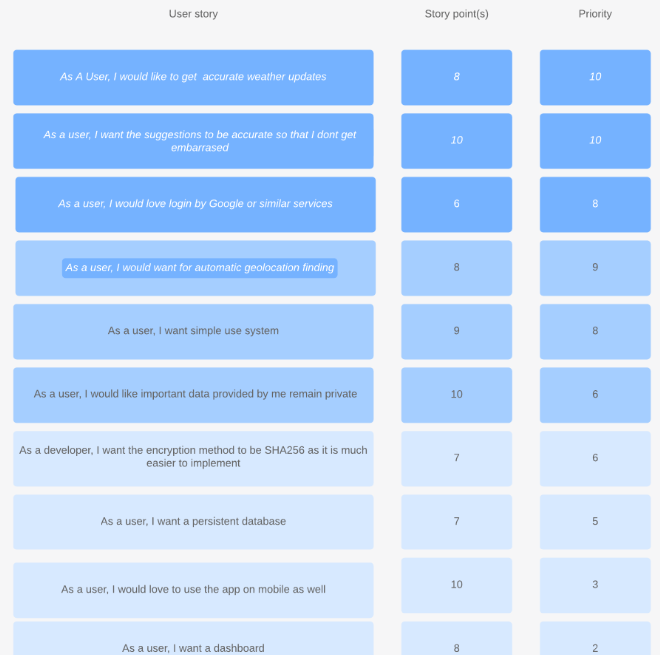 User story Story point(s) Priority
As A User, I would like to get accurate weather updates 8 10
As a user, I want the suggestions to be accurate so that I dont get
embarrased 10 10
As a user, I would love login by Google or similar services 6 8
As a user, I would want for automatic geolocation finding 8 9
As a user, I want simple use system 9 8
As a user, I would like important data provided by me remain private 10 6
As a developer, I want the encryption method to be SHA256 as it is much
easier to implement 7 6
As a user, I want a persistent database 7 5
As a user, I would love to use the app on mobile as well 10 3
As a user, I want a dashboard 8 2